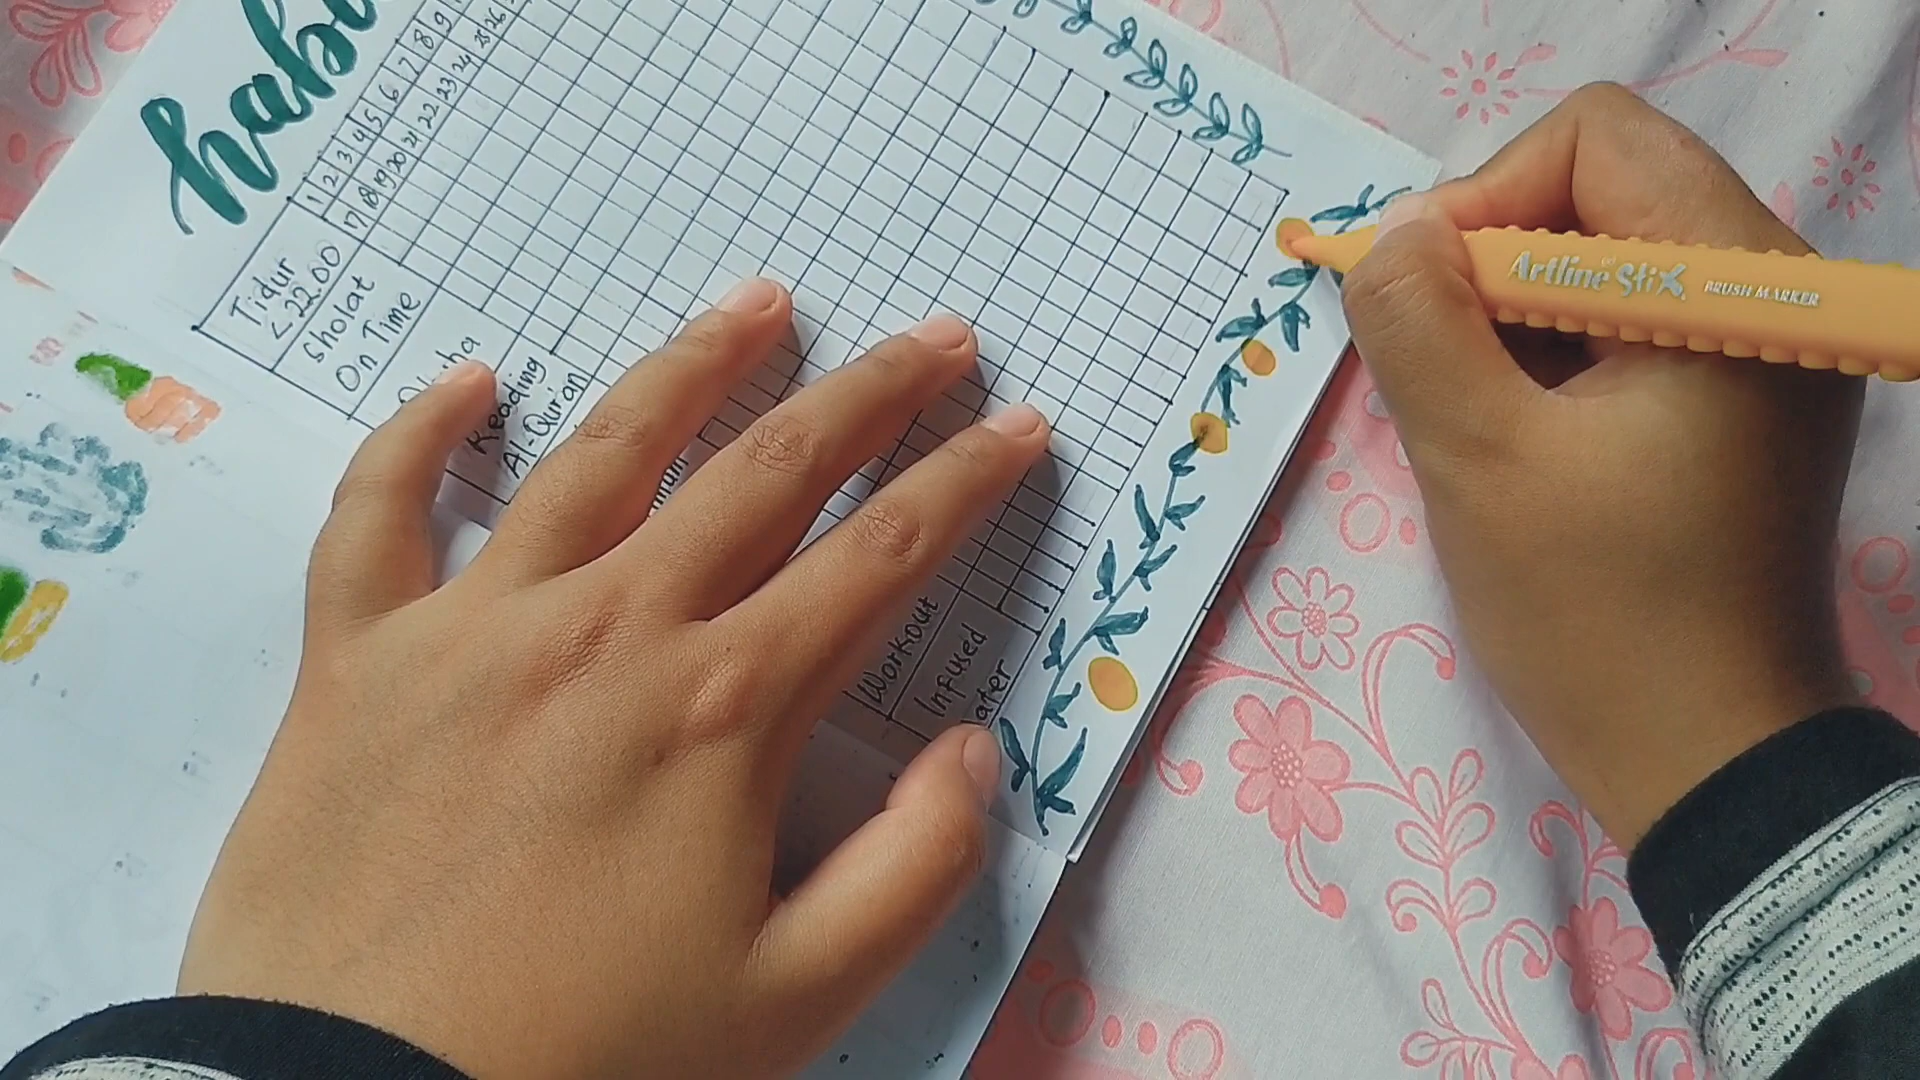 1 2 3 4 5 6 7 8 9
17 18 19 20 21 22 23 24 25 26
Tidur
< 22.00
Sholat
On Time
Reading
Al-Qur'an
Workout
Infused
Artline Stix BRUSH MARKER